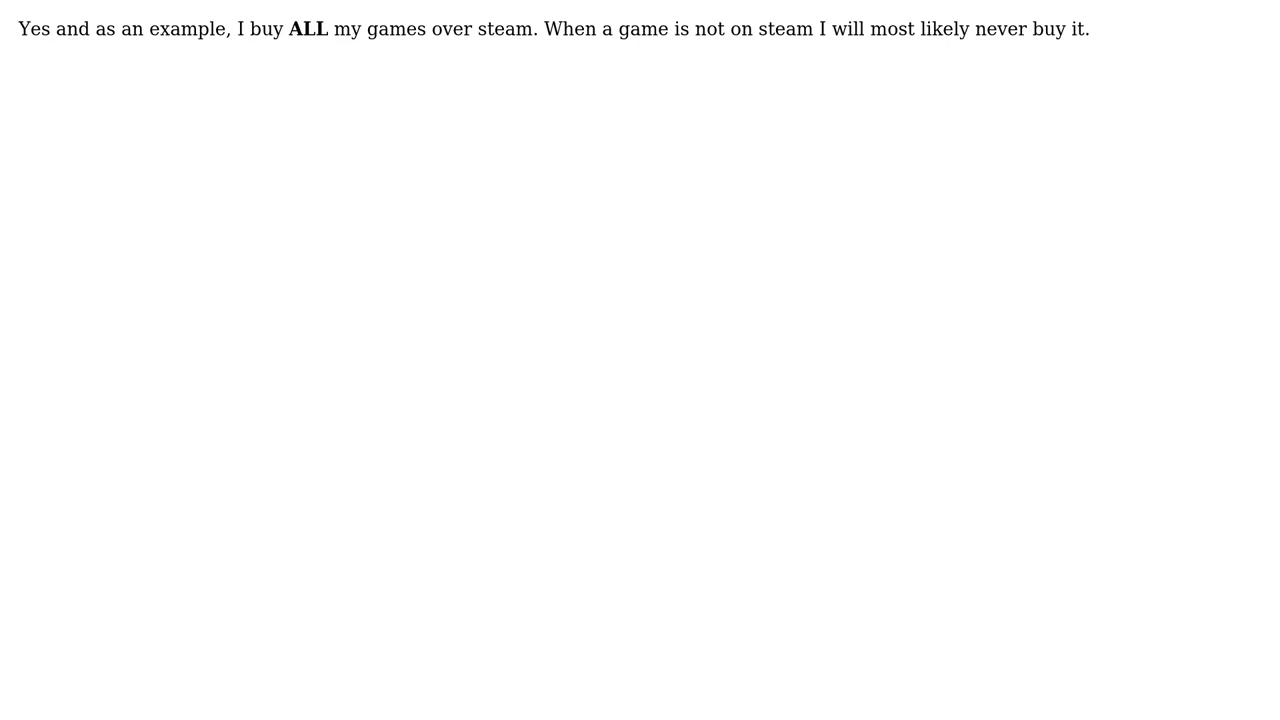 Yes and as an example, I buy ALL my games over steam. When a game is not on steam I will most likely never buy it.